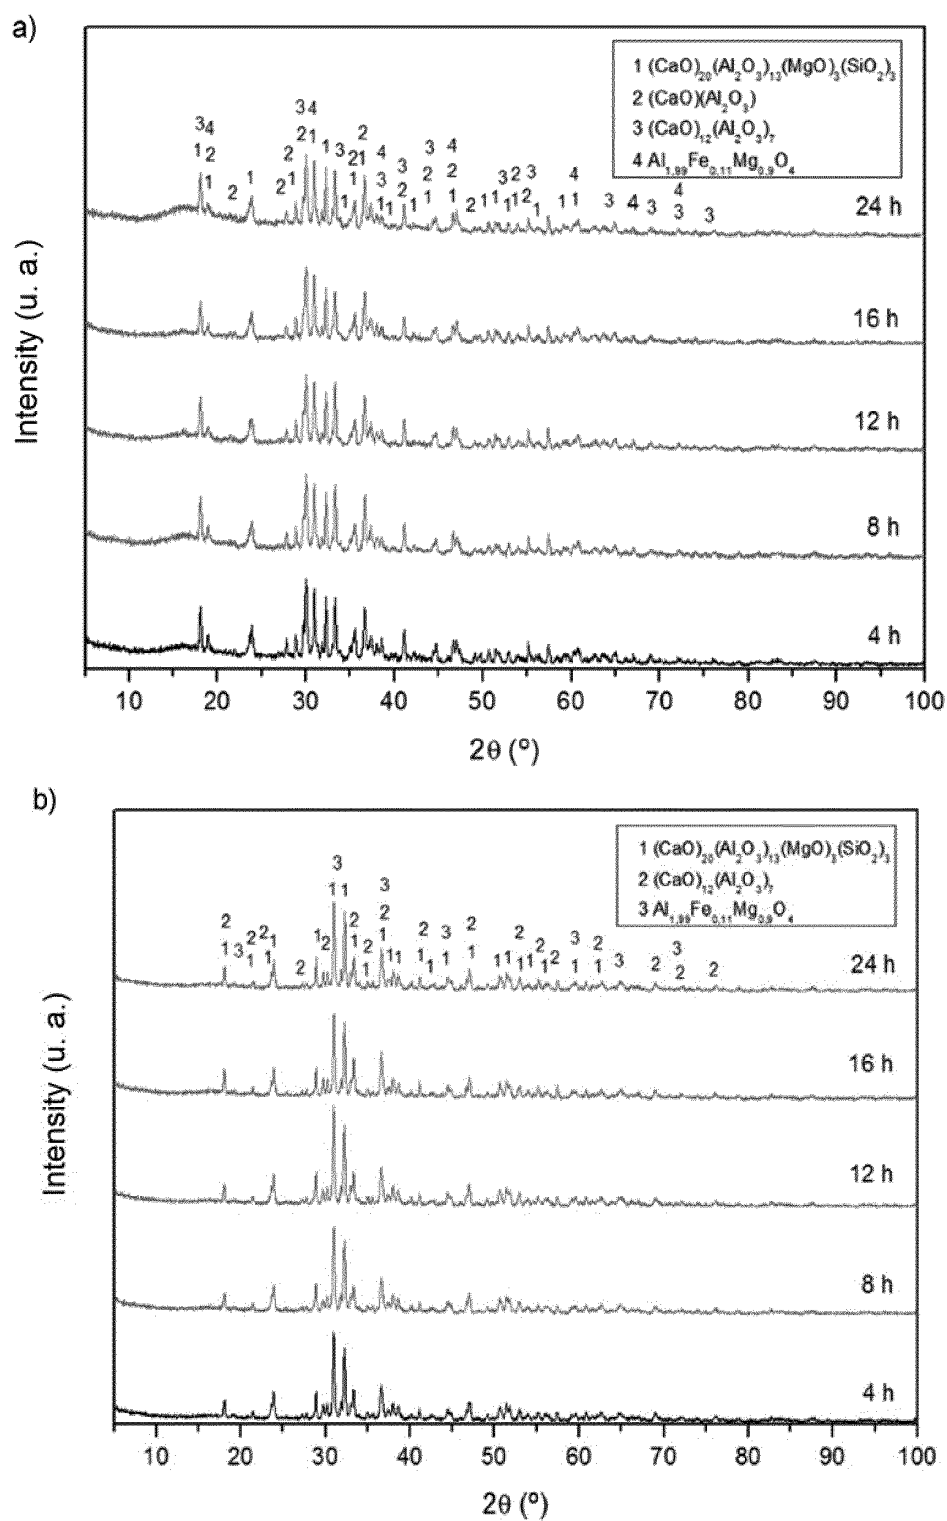 a)
1 (CaO)₂₀(Al₂O₃)₁₃(MgO)₃(SiO₂)₃
2 (CaO)(Al₂O₃)
3 (CaO)₁₂(Al₂O₃)₇
4 Al₁.₉₉Fe₀.₁₁Mg₀.₉O₄
24 h
16 h
12 h
8 h
4 h
Intensity (u. a.)
10 20 30 40 50 60 70 80 90 100
2θ (º)
b)
1 (CaO)₂₀(Al₂O₃)₁₃(MgO)₃(SiO₂)₃
2 (CaO)₁₂(Al₂O₃)₇
3 Al₁.₉₉Fe₀.₁₁Mg₀.₉O₄
24 h
16 h
12 h
8 h
4 h
Intensity (u. a.)
10 20 30 40 50 60 70 80 90 100
2θ (º)